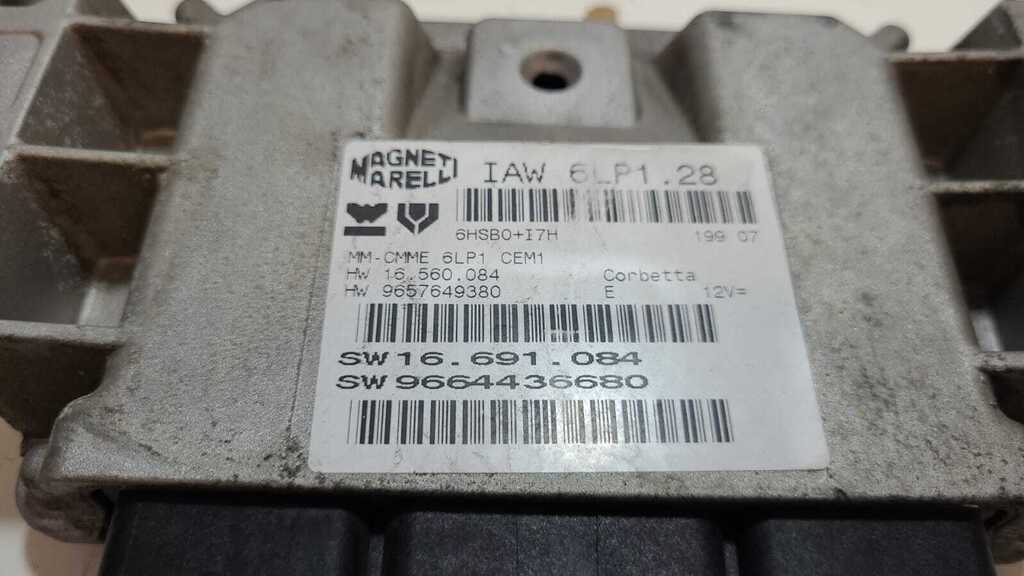 MAGNETI MARELLI
IAW 6LP1.28
6HSB0+I7H 199 07
MM-CMME 6LP1 CEM1
HW 16.560.084 Corbetta
HW 9657649380 E 12V=
SW 16.691.084
SW 9664436680